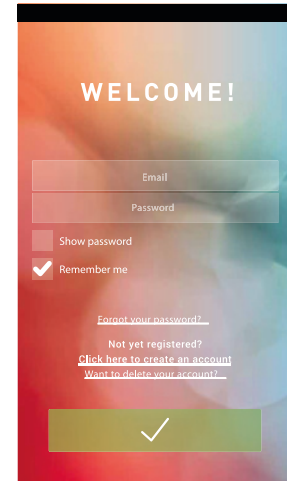 WELCOME!
Email
Password
Show password
Remember me
Forgot your password?
Not yet registered?
Click here to create an account
Want to delete your account?